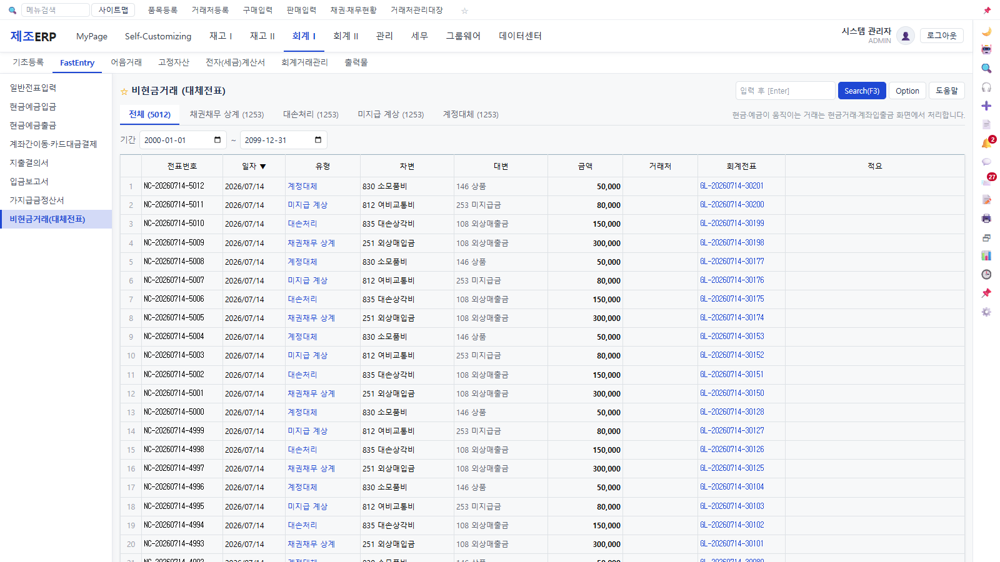 메뉴검색 사이트맵 품목등록 거래처등록 구매입력 판매입력 채권·채무현황 거래처관리대장 ☆
제조ERP MyPage Self-Customizing 재고 I 재고 II 회계 I 회계 II 관리 세무 그룹웨어 데이터센터 시스템 관리자 ADMIN 로그아웃
기초등록 FastEntry 어음거래 고정자산 전자(세금)계산서 회계거래관리 출력물
일반전표입력
현금예금입금
현금예금출금
계좌간이동·카드대금결제
지출결의서
입금보고서
가지급금정산서
비현금거래(대체전표)
☆ 비현금거래 (대체전표) 입력 후 [Enter] Search(F3) Option 도움말
전체 (5012) 채권채무 상계 (1253) 대손처리 (1253) 미지급 계상 (1253) 계정대체 (1253) 현금·예금이 움직이는 거래는 현금거래·계좌입출금 화면에서 처리합니다.
기간 2000-01-01 ~ 2099-12-31
전표번호 일자 ▼ 유형 차변 대변 금액 거래처 회계전표 적요
1 NC-20260714-5012 2026/07/14 계정대체 830 소모품비 146 상품 50,000 GL-20260714-30201
2 NC-20260714-5011 2026/07/14 미지급 계상 812 여비교통비 253 미지급금 80,000 GL-20260714-30200
3 NC-20260714-5010 2026/07/14 대손처리 835 대손상각비 108 외상매출금 150,000 GL-20260714-30199
4 NC-20260714-5009 2026/07/14 채권채무 상계 251 외상매입금 108 외상매출금 300,000 GL-20260714-30198
5 NC-20260714-5008 2026/07/14 계정대체 830 소모품비 146 상품 50,000 GL-20260714-30177
6 NC-20260714-5007 2026/07/14 미지급 계상 812 여비교통비 253 미지급금 80,000 GL-20260714-30176
7 NC-20260714-5006 2026/07/14 대손처리 835 대손상각비 108 외상매출금 150,000 GL-20260714-30175
8 NC-20260714-5005 2026/07/14 채권채무 상계 251 외상매입금 108 외상매출금 300,000 GL-20260714-30174
9 NC-20260714-5004 2026/07/14 계정대체 830 소모품비 146 상품 50,000 GL-20260714-30153
10 NC-20260714-5003 2026/07/14 미지급 계상 812 여비교통비 253 미지급금 80,000 GL-20260714-30152
11 NC-20260714-5002 2026/07/14 대손처리 835 대손상각비 108 외상매출금 150,000 GL-20260714-30151
12 NC-20260714-5001 2026/07/14 채권채무 상계 251 외상매입금 108 외상매출금 300,000 GL-20260714-30150
13 NC-20260714-5000 2026/07/14 계정대체 830 소모품비 146 상품 50,000 GL-20260714-30128
14 NC-20260714-4999 2026/07/14 미지급 계상 812 여비교통비 253 미지급금 80,000 GL-20260714-30127
15 NC-20260714-4998 2026/07/14 대손처리 835 대손상각비 108 외상매출금 150,000 GL-20260714-30126
16 NC-20260714-4997 2026/07/14 채권채무 상계 251 외상매입금 108 외상매출금 300,000 GL-20260714-30125
17 NC-20260714-4996 2026/07/14 계정대체 830 소모품비 146 상품 50,000 GL-20260714-30104
18 NC-20260714-4995 2026/07/14 미지급 계상 812 여비교통비 253 미지급금 80,000 GL-20260714-30103
19 NC-20260714-4994 2026/07/14 대손처리 835 대손상각비 108 외상매출금 150,000 GL-20260714-30102
20 NC-20260714-4993 2026/07/14 채권채무 상계 251 외상매입금 108 외상매출금 300,000 GL-20260714-30101
2
27